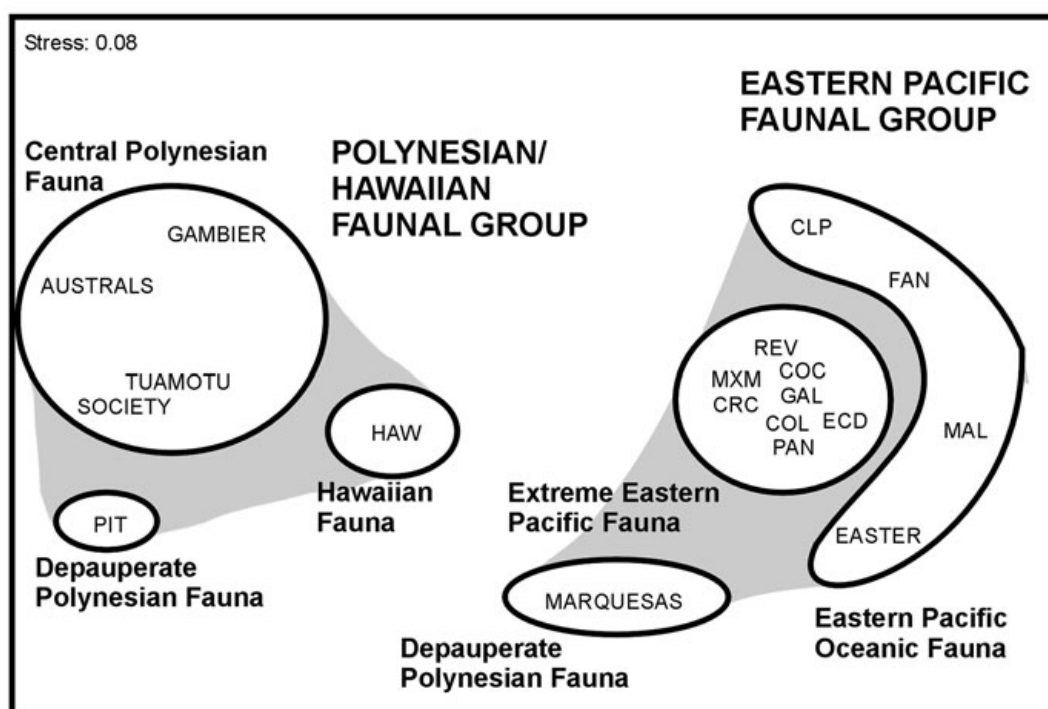 Stress: 0.08
EASTERN PACIFIC
FAUNAL GROUP
Central Polynesian
Fauna
POLYNESIAN/
HAWAIIAN
FAUNAL GROUP
GAMBIER
AUSTRALS
TUAMOTU
SOCIETY
HAW
Hawaiian
Fauna
PIT
Depauperate
Polynesian Fauna
CLP
FAN
REV
MXM COC
CRC GAL
COL ECD
PAN
MAL
EASTER
Extreme Eastern
Pacific Fauna
MARQUESAS
Depauperate
Polynesian Fauna
Eastern Pacific
Oceanic Fauna